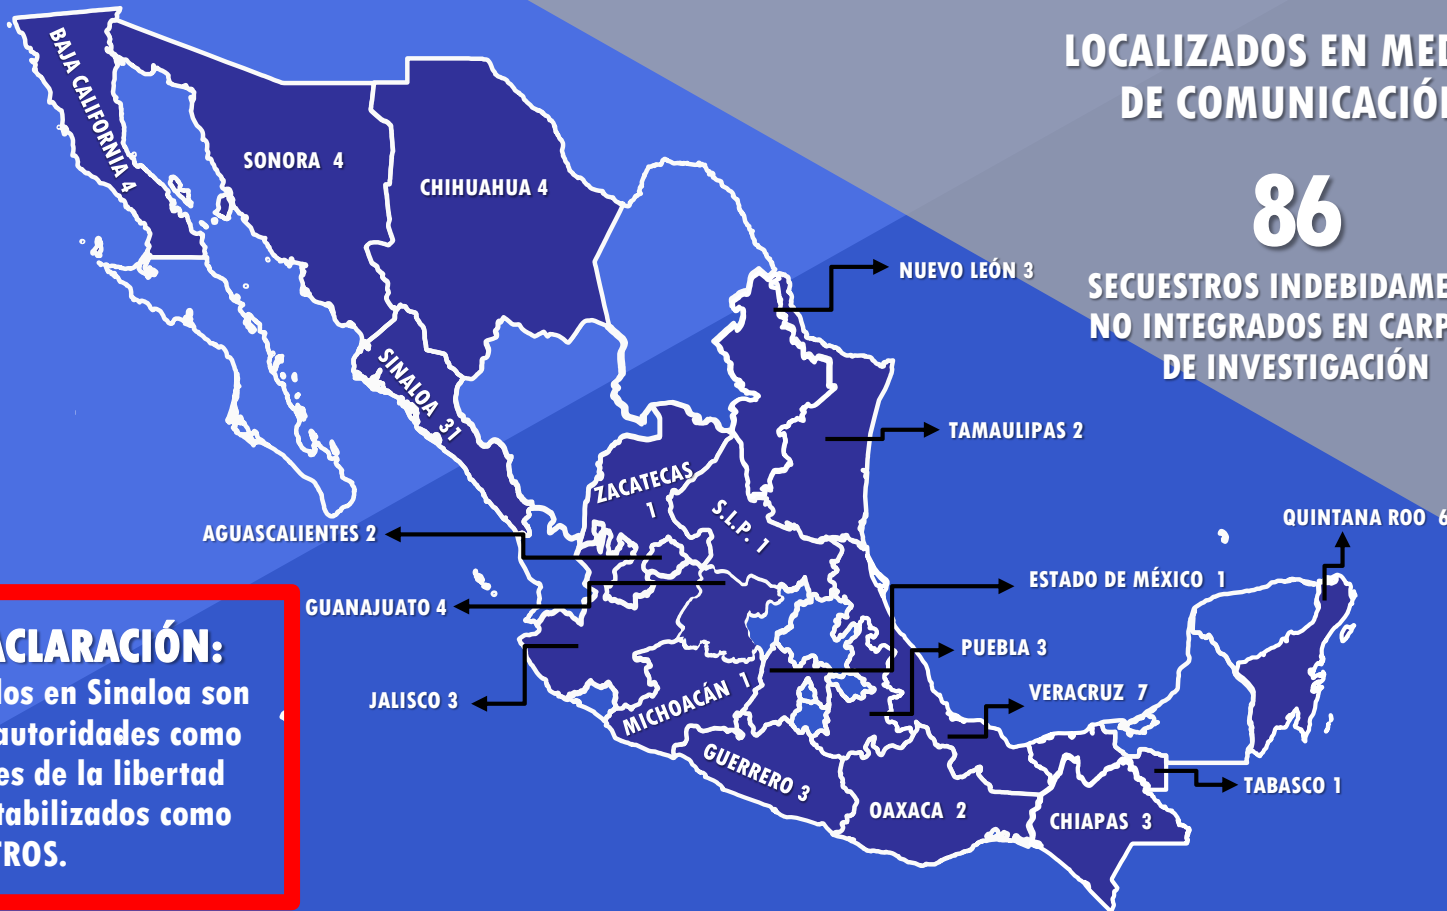 LOCALIZADOS EN MED
DE COMUNICACIÓN
86
SECUESTROS INDEBIDAME
NO INTEGRADOS EN CARP
DE INVESTIGACIÓN
BAJA CALIFORNIA 4
SONORA 4
CHIHUAHUA 4
NUEVO LEÓN 3
SINALOA 31
TAMAULIPAS 2
ZACATECAS
1
S.L.P. 1
AGUASCALIENTES 2
QUINTANA ROO 6
ESTADO DE MÉXICO 1
GUANAJUATO 4
PUEBLA 3
JALISCO 3
MICHOACÁN 1
VERACRUZ 7
GUERRERO 3
TABASCO 1
OAXACA 2
CHIAPAS 3
ACLARACIÓN:
dos en Sinaloa son
autoridades como
es de la libertad
tabilizados como
TROS.